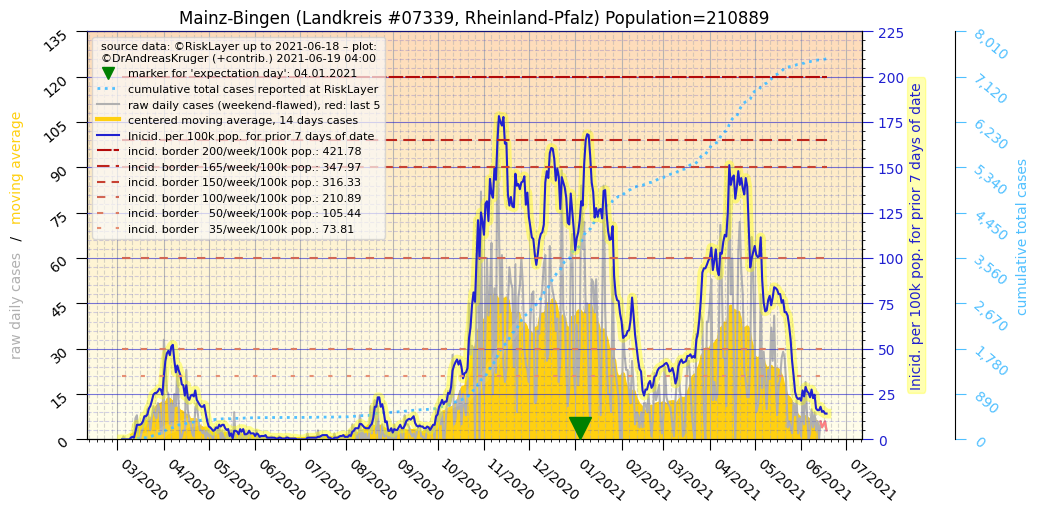 Mainz-Bingen (Landkreis #07339, Rheinland-Pfalz) Population=210889
source data: ©RiskLayer up to 2021-06-18 – plot:
©DrAndreasKruger (+contrib.) 2021-06-19 04:00
marker for 'expectation day': 04.01.2021
cumulative total cases reported at RiskLayer
raw daily cases (weekend-flawed), red: last 5
centered moving average, 14 days cases
Inicid. per 100k pop. for prior 7 days of date
incid. border 200/week/100k pop.: 421.78
incid. border 165/week/100k pop.: 347.97
incid. border 150/week/100k pop.: 316.33
incid. border 100/week/100k pop.: 210.89
incid. border   50/week/100k pop.: 105.44
incid. border   35/week/100k pop.: 73.81
raw daily cases / moving average
135
120
105
90
75
60
45
30
15
0
03/2020
04/2020
05/2020
06/2020
07/2020
08/2020
09/2020
10/2020
11/2020
12/2020
01/2021
02/2021
03/2021
04/2021
05/2021
06/2021
07/2021
225
200
175
150
125
100
75
50
25
0
Inicid. per 100k pop. for prior 7 days of date
8,010
7,120
6,230
5,340
4,450
3,560
2,670
1,780
890
0
cumulative total cases